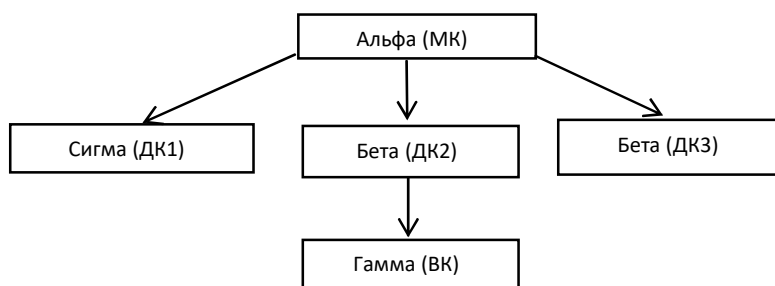 Альфа (МК)
Сигма (ДК1)
Бета (ДК2)
Бета (ДК3)
Гамма (ВК)